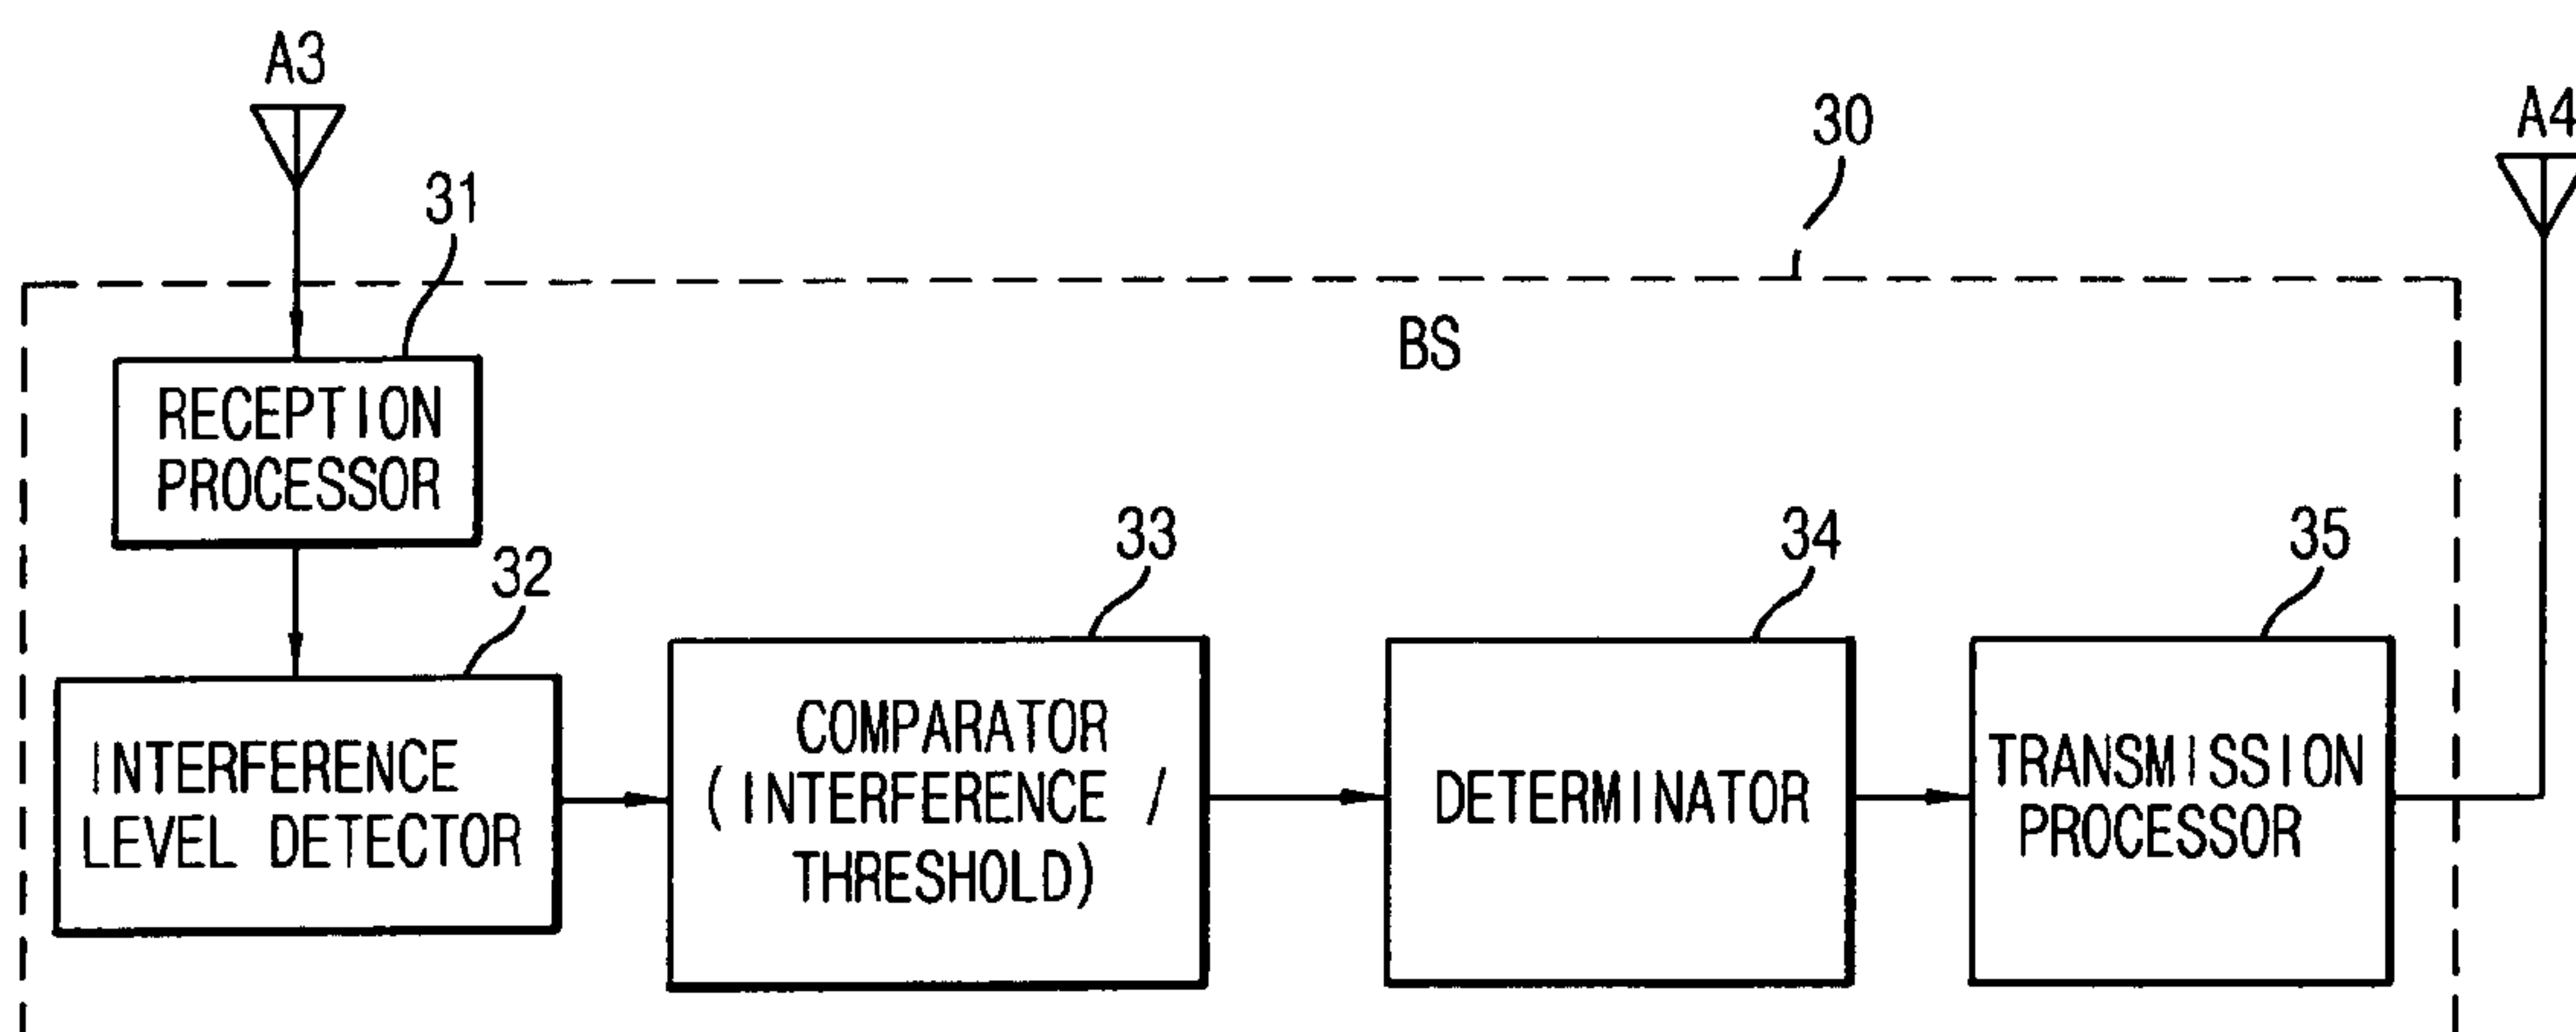 A3
30
A4
31
BS
RECEPTION
PROCESSOR
32
33
34
35
INTERFERENCE
LEVEL DETECTOR
COMPARATOR
(INTERFERENCE /
THRESHOLD)
DETERMINATOR
TRANSMISSION
PROCESSOR